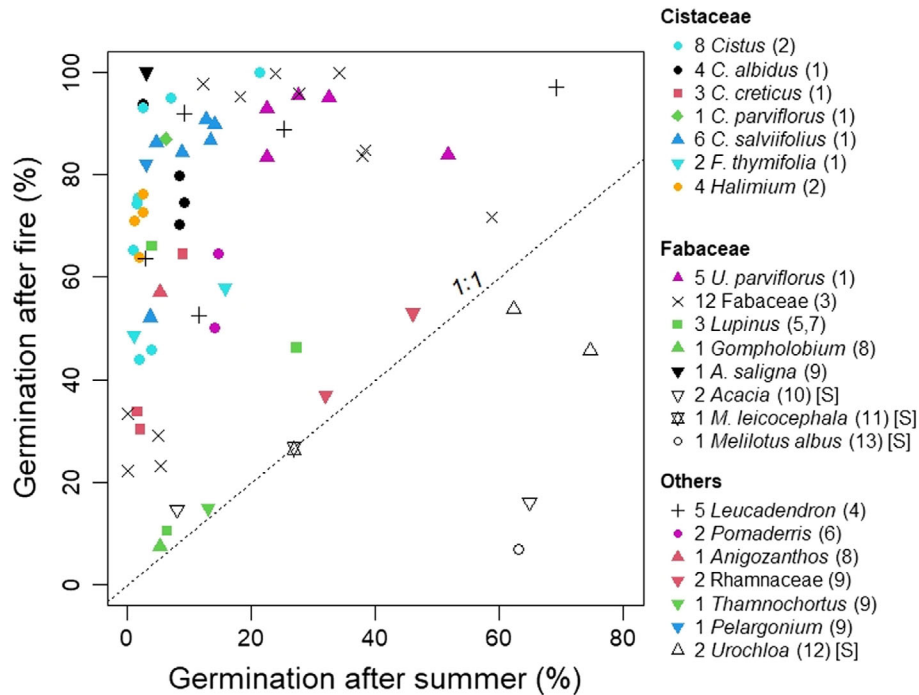 Cistaceae
8 Cistus (2)
4 C. albidus (1)
3 C. creticus (1)
1 C. parviflorus (1)
6 C. salviifolius (1)
2 F. thymifolia (1)
4 Halimium (2)
Fabaceae
5 U. parviflorus (1)
12 Fabaceae (3)
3 Lupinus (5,7)
1 Gompholobium (8)
1 A. saligna (9)
2 Acacia (10) [S]
1 M. leicocephala (11) [S]
1 Melilotus albus (13) [S]
Others
5 Leucadendron (4)
2 Pomaderris (6)
1 Anigozanthos (8)
2 Rhamnaceae (9)
1 Thamnochortus (9)
1 Pelargonium (9)
2 Urochloa (12) [S]
Germination after fire (%)
100
80
60
40
20
0
1:1
0 20 40 60 80
Germination after summer (%)